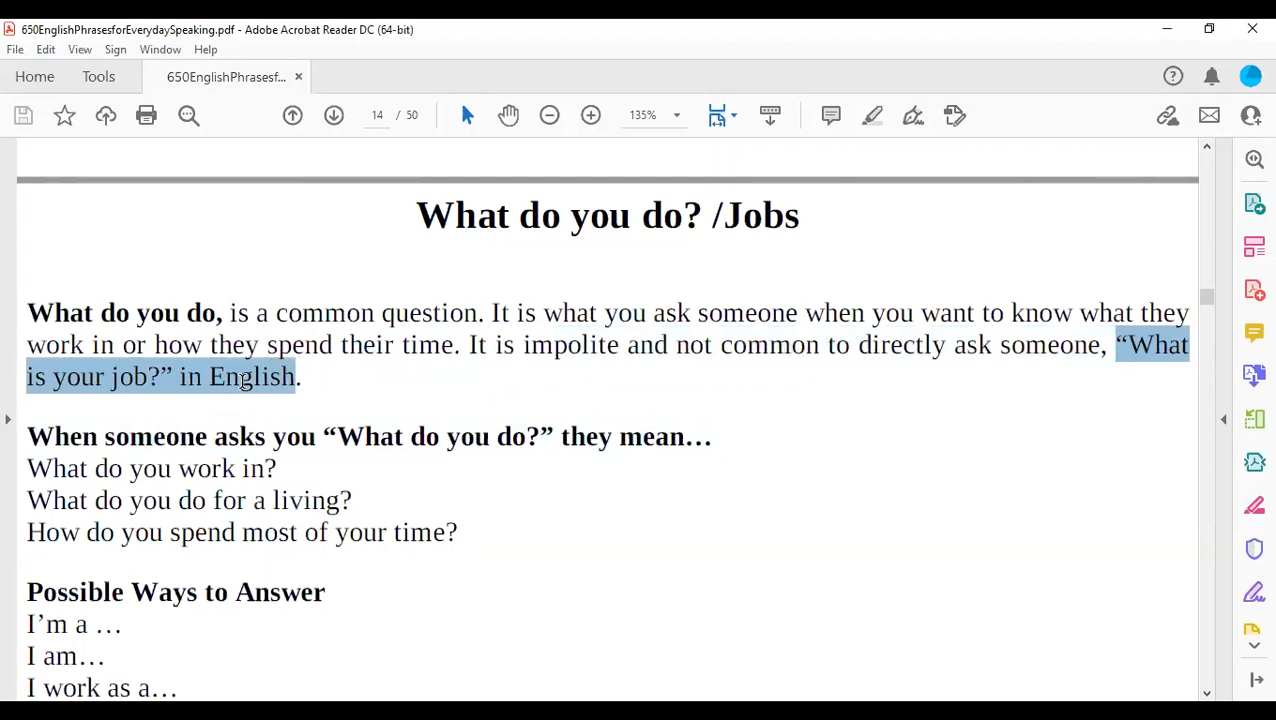 650EnglishPhrasesforEverydaySpeaking.pdf - Adobe Acrobat Reader DC (64-bit)
File Edit View Sign Window Help
Home Tools 650EnglishPhrasesf... ×
14 / 50 135%
What do you do? /Jobs
What do you do, is a common question. It is what you ask someone when you want to know what they
work in or how they spend their time. It is impolite and not common to directly ask someone, “What
is your job?” in English.
When someone asks you “What do you do?” they mean…
What do you work in?
What do you do for a living?
How do you spend most of your time?
Possible Ways to Answer
I’m a …
I am…
I work as a…